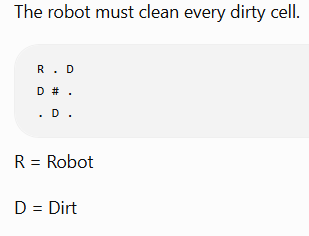 The robot must clean every dirty cell.
R . D
D # .
. D .
R = Robot
D = Dirt